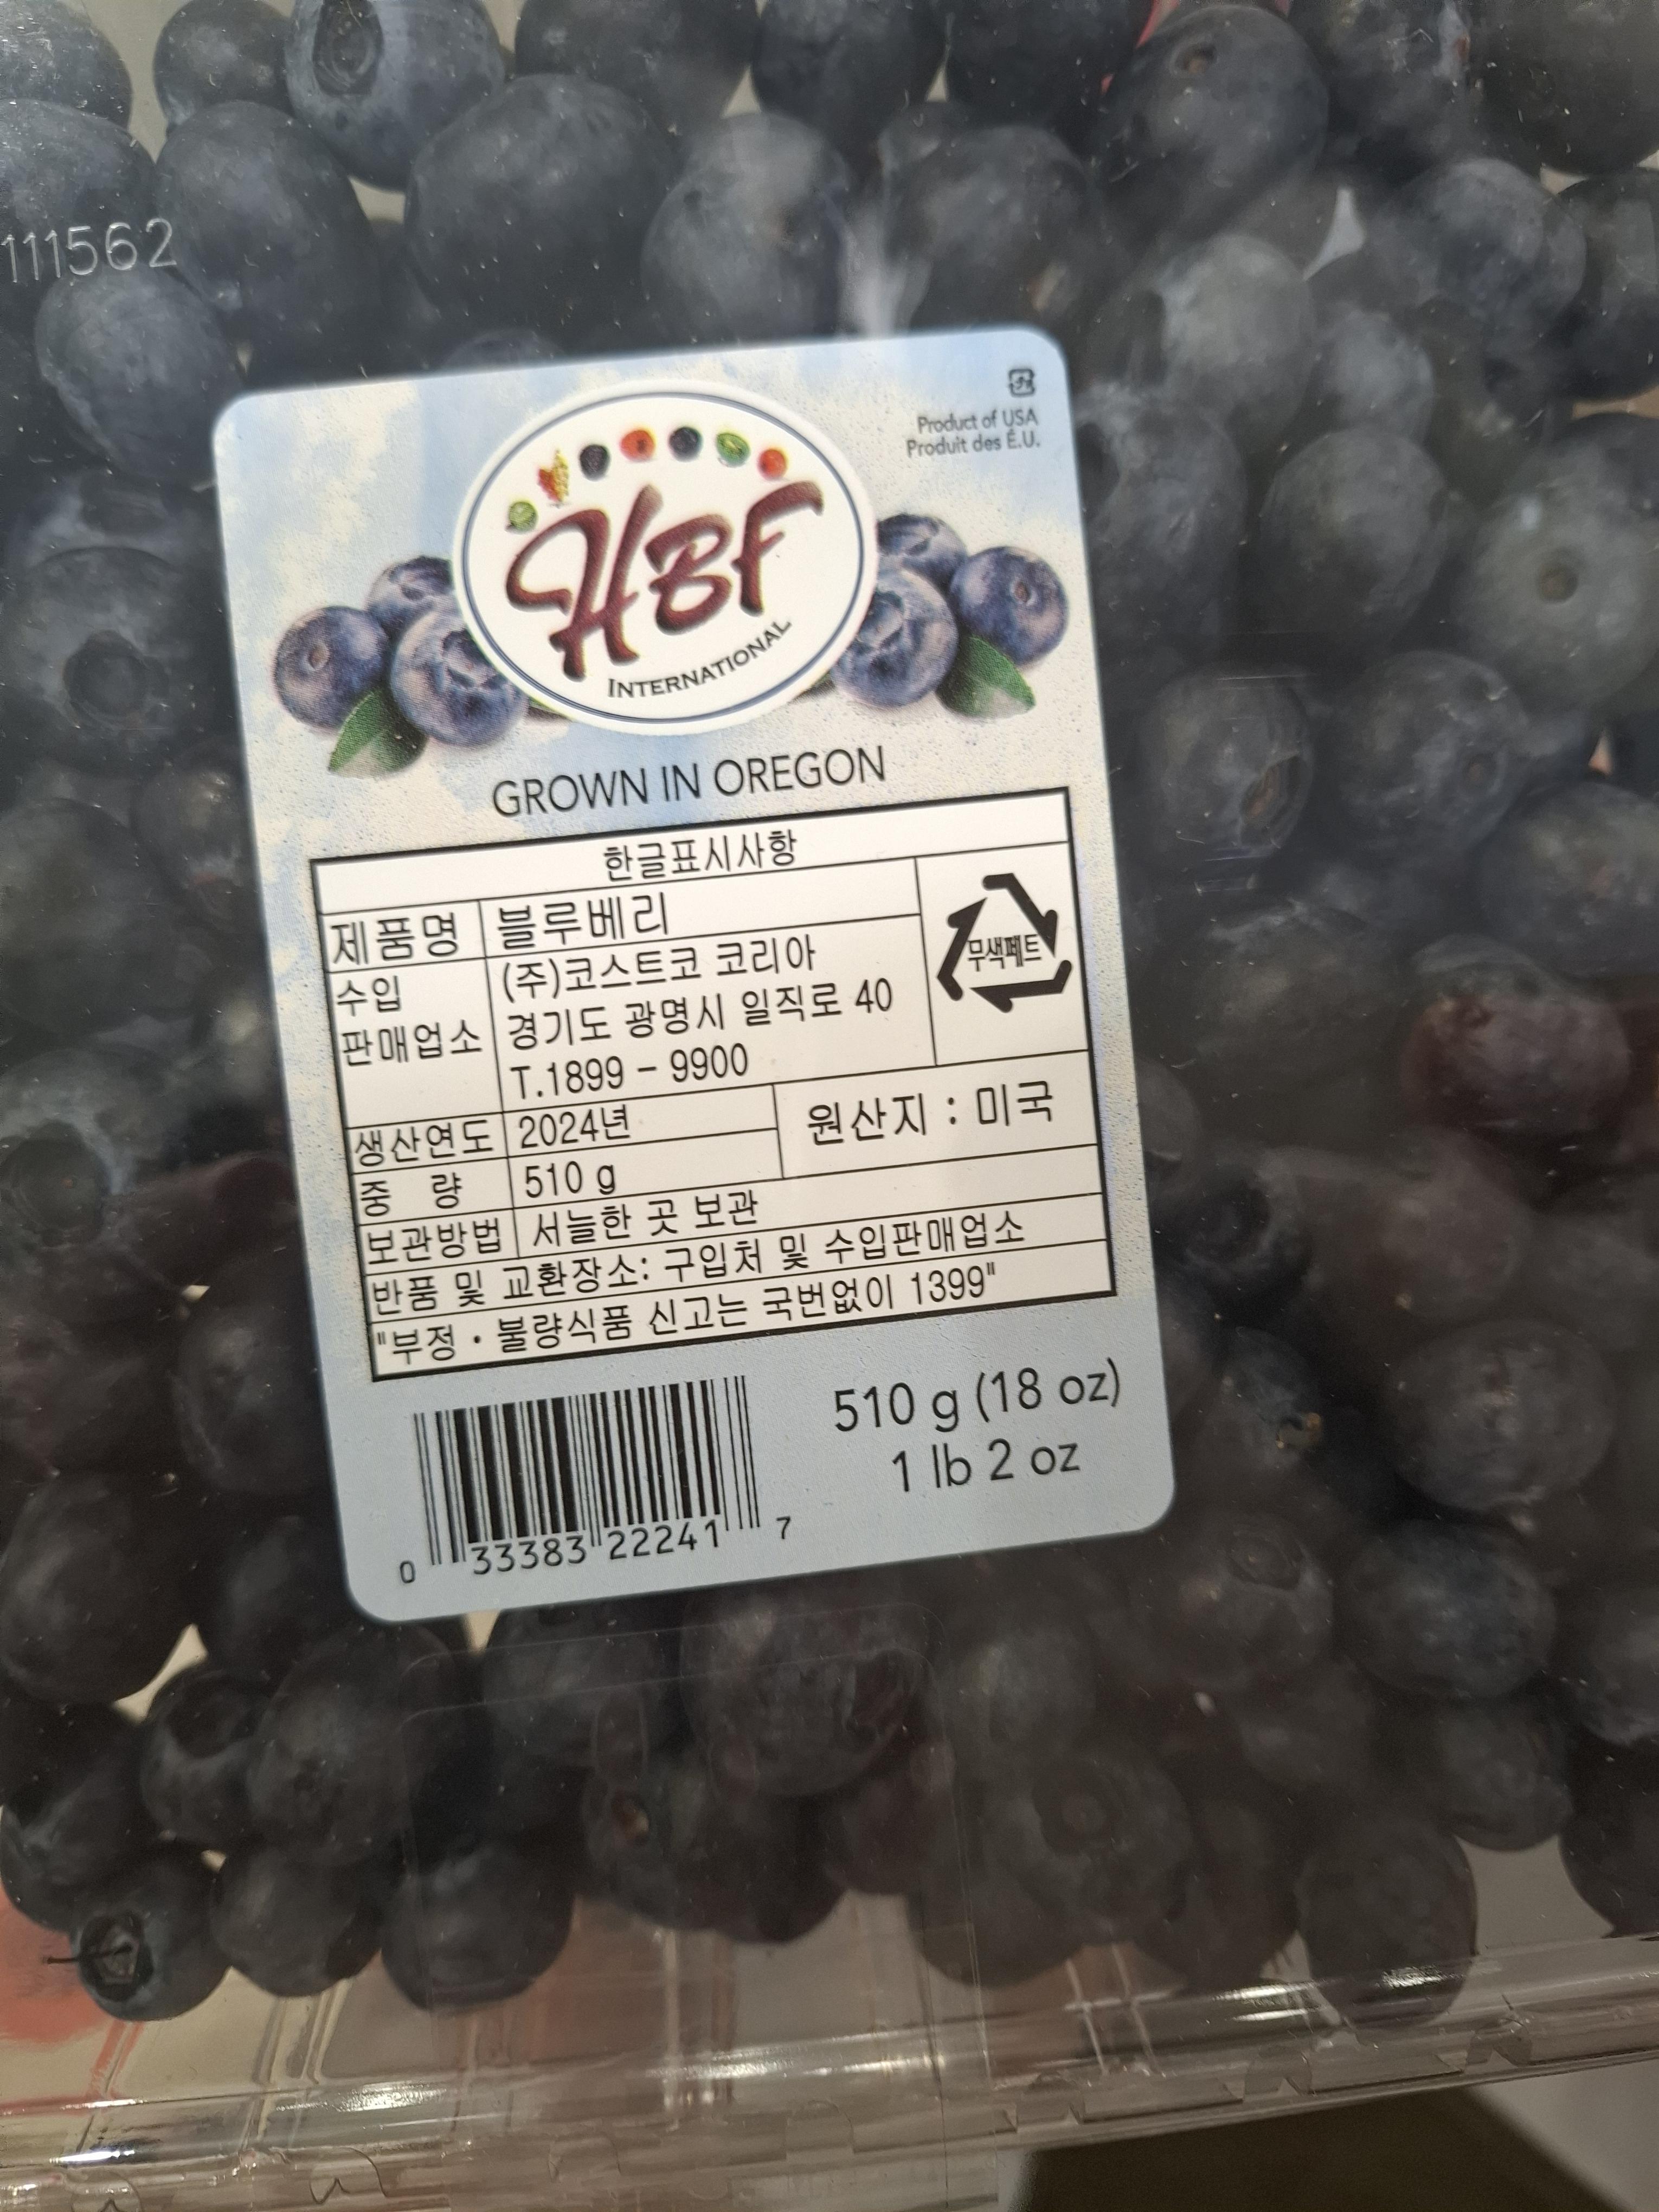 111562
Product of USA
Produit des É.U.
HBF
INTERNATIONAL
GROWN IN OREGON
한글표시사항
제품명 블루베리
수입 판매업소 (주)코스트코 코리아
경기도 광명시 일직로 40
T.1899 - 9900
무색페트
생산연도 2024년
원산지 : 미국
중 량 510 g
보관방법 서늘한 곳 보관
반품 및 교환장소: 구입처 및 수입판매업소
"부정 · 불량식품 신고는 국번없이 1399"
0 33383 22241 7
510 g (18 oz)
1 lb 2 oz